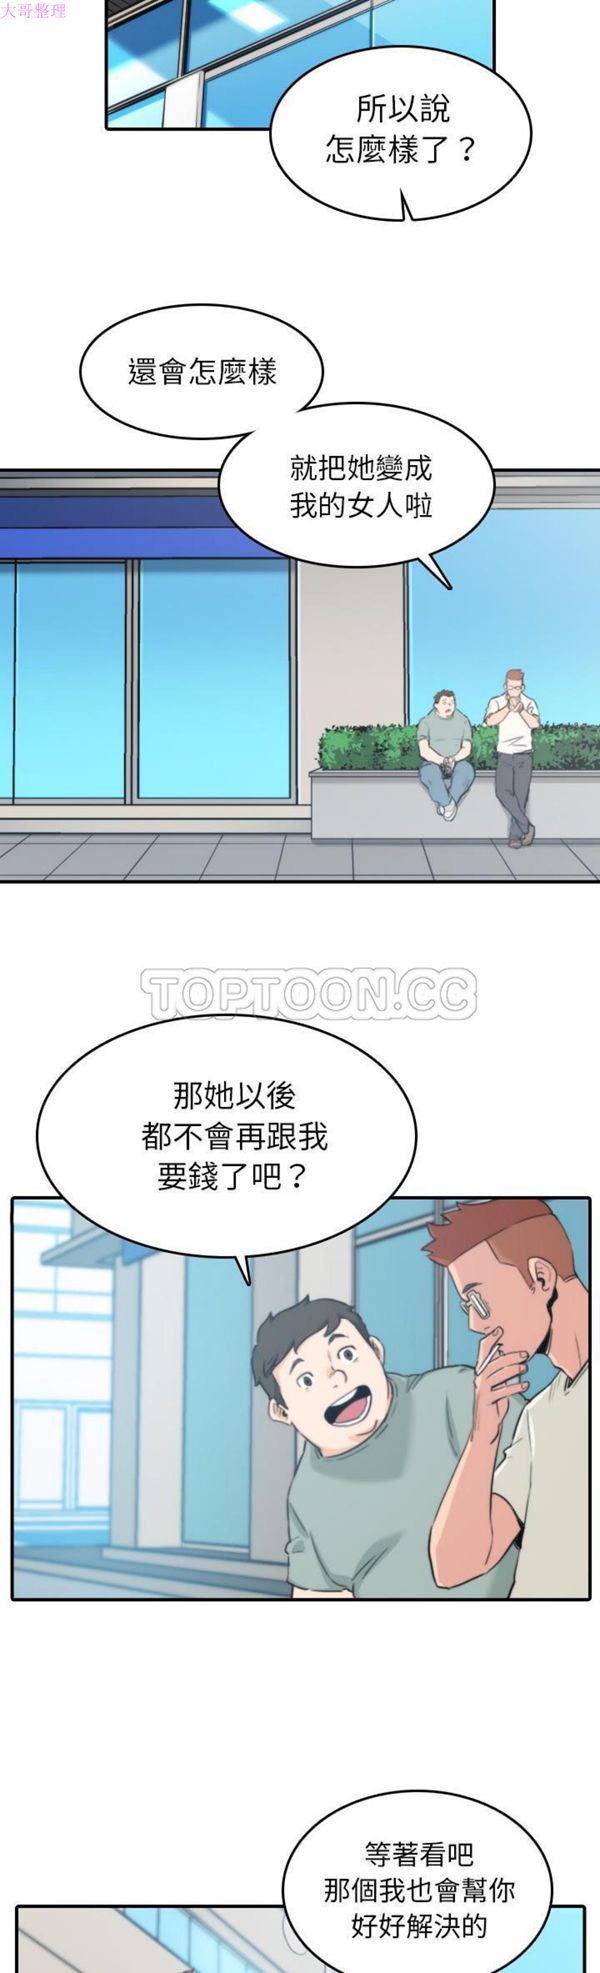 大哥整理
所以說
怎麼樣了？
還會怎麼樣
就把她變成
我的女人啦
TOPTOON.CC
那她以後
都不會再跟我
要錢了吧？
等著看吧
那個我也會幫你
好好解決的